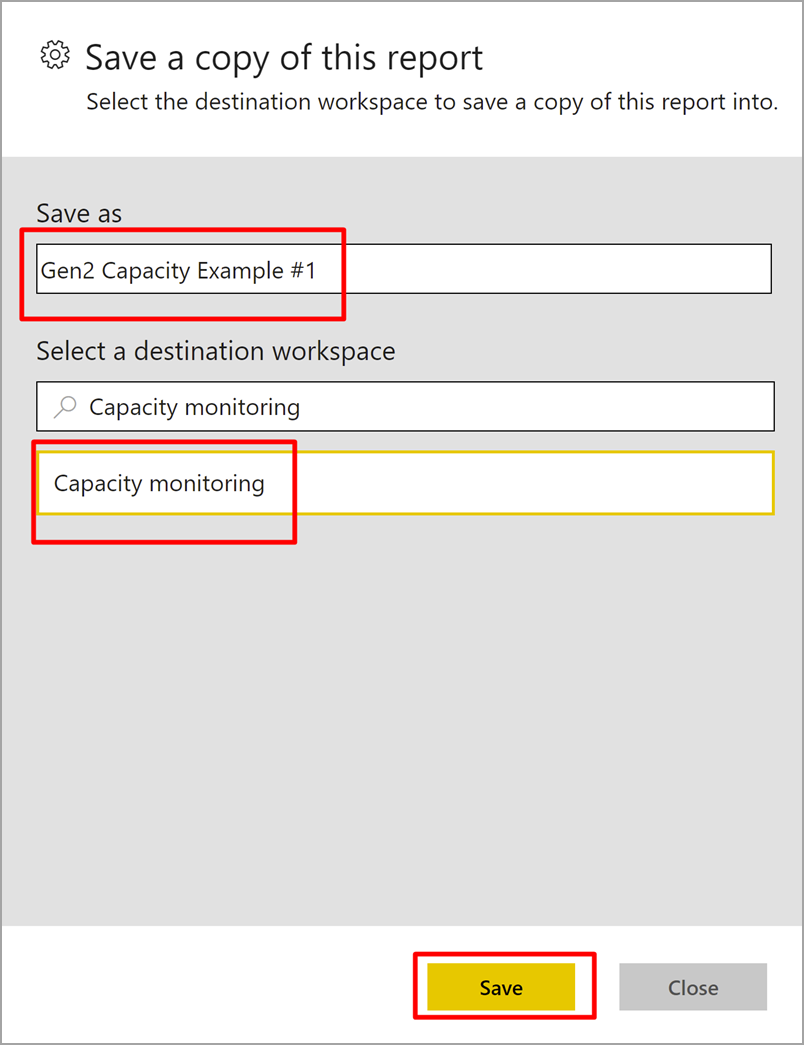 Save a copy of this report
Select the destination workspace to save a copy of this report into.
Save as
Gen2 Capacity Example #1
Select a destination workspace
Capacity monitoring
Capacity monitoring
Save
Close